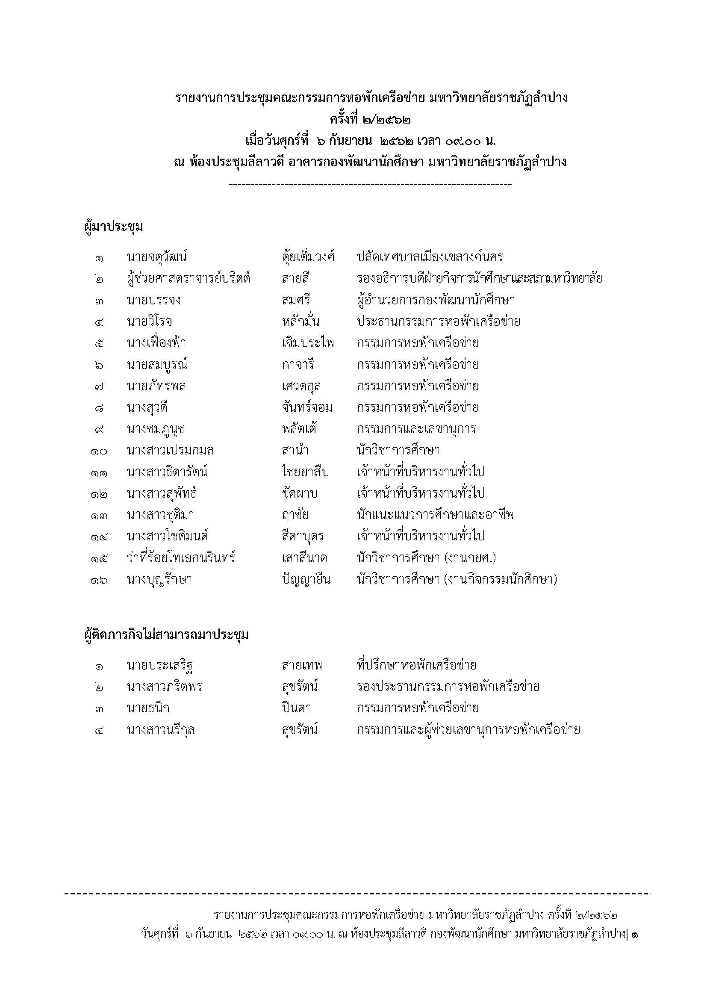 รายงานการประชุมคณะกรรมการหอพักเครือข่าย มหาวิทยาลัยราชภัฏลำปาง
ครั้งที่ ๒/๒๕๖๒
เมื่อวันศุกร์ที่ ๖ กันยายน ๒๕๖๒ เวลา ๐๙.๐๐ น.
ณ ห้องประชุมลีลาวดี อาคารกองพัฒนานักศึกษา มหาวิทยาลัยราชภัฏลำปาง
------------------------------------------------------------------
ผู้มาประชุม
๑ นายจตุวัฒน์ ตุ้ยเต็มวงศ์ ปลัดเทศบาลเมืองเขลางค์นคร
๒ ผู้ช่วยศาสตราจารย์ปริตต์ สายสี รองอธิการบดีฝ่ายกิจการนักศึกษาและสภามหาวิทยาลัย
๓ นายบรรจง สมศรี ผู้อำนวยการกองพัฒนานักศึกษา
๔ นายวิโรจ หลักมั่น ประธานกรรมการหอพักเครือข่าย
๕ นางเฟื่องฟ้า เจิมประไพ กรรมการหอพักเครือข่าย
๖ นายสมบูรณ์ กาจารี กรรมการหอพักเครือข่าย
๗ นายภัทรพล เศวตกุล กรรมการหอพักเครือข่าย
๘ นางสุวดี จันทร์จอม กรรมการหอพักเครือข่าย
๙ นางชมภูนุช พลัตเต้ กรรมการและเลขานุการ
๑๐ นางสาวเปรมกมล สานำ นักวิชาการศึกษา
๑๑ นางสาวธิดารัตน์ ไชยยาสืบ เจ้าหน้าที่บริหารงานทั่วไป
๑๒ นางสาวสุพัทธ์ ขัดผาบ เจ้าหน้าที่บริหารงานทั่วไป
๑๓ นางสาวชุติมา ฤาชัย นักแนะแนวการศึกษาและอาชีพ
๑๔ นางสาวโชติมนต์ สีตาบุตร เจ้าหน้าที่บริหารงานทั่วไป
๑๕ ว่าที่ร้อยโทเอกนรินทร์ เสาสีนาด นักวิชาการศึกษา (งานกยศ.)
๑๖ นางบุญรักษา ปัญญายืน นักวิชาการศึกษา (งานกิจกรรมนักศึกษา)
ผู้ติดภารกิจไม่สามารถมาประชุม
๑ นายประเสริฐ สายเทพ ที่ปรึกษาหอพักเครือข่าย
๒ นางสาวภริตพร สุขรัตน์ รองประธานกรรมการหอพักเครือข่าย
๓ นายธนิก ปินตา กรรมการหอพักเครือข่าย
๔ นางสาวนรีกุล สุขรัตน์ กรรมการและผู้ช่วยเลขานุการหอพักเครือข่าย
รายงานการประชุมคณะกรรมการหอพักเครือข่าย มหาวิทยาลัยราชภัฏลำปาง ครั้งที่ ๒/๒๕๖๒
วันศุกร์ที่ ๖ กันยายน ๒๕๖๒ เวลา ๐๙.๐๐ น. ณ ห้องประชุมลีลาวดี กองพัฒนานักศึกษา มหาวิทยาลัยราชภัฏลำปาง| ๑